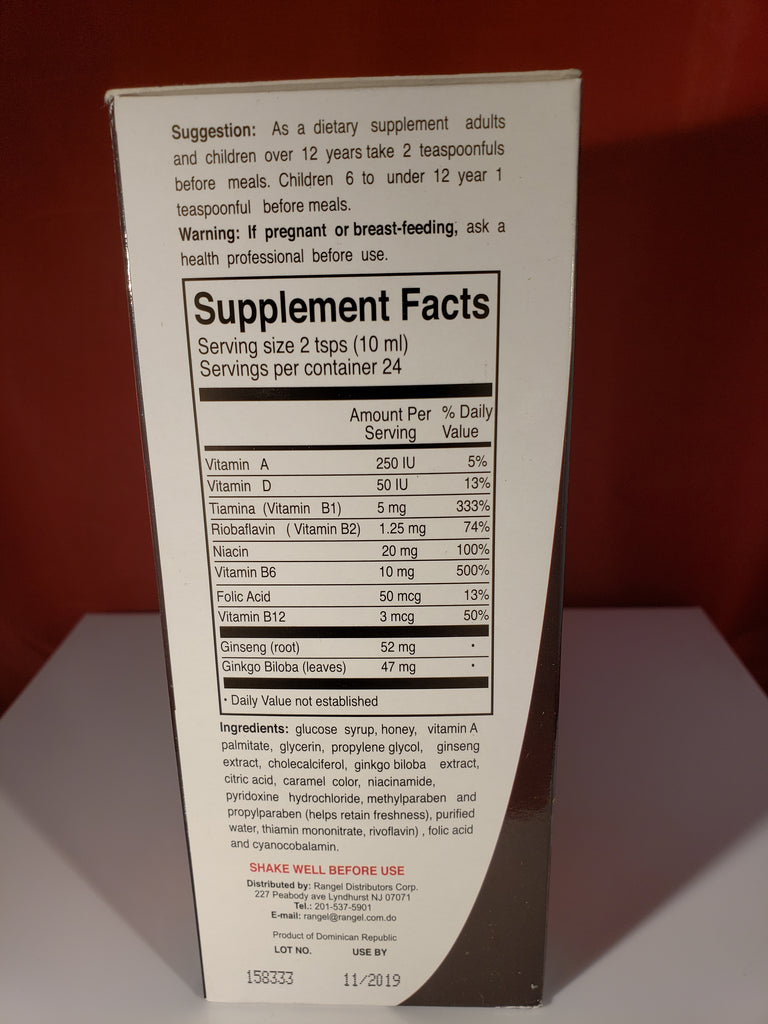 Suggestion: As a dietary supplement adults
and children over 12 years take 2 teaspoonfuls
before meals. Children 6 to under 12 year 1
teaspoonful before meals.
Warning: If pregnant or breast-feeding, ask a
health professional before use.
Supplement Facts
Serving size 2 tsps (10 ml)
Servings per container 24
Amount Per % Daily
Serving Value
Vitamin A 250 IU 5%
Vitamin D 50 IU 13%
Tiamina (Vitamin B1) 5 mg 333%
Riobaflavin ( Vitamin B2) 1.25 mg 74%
Niacin 20 mg 100%
Vitamin B6 10 mg 500%
Folic Acid 50 mcg 13%
Vitamin B12 3 mcg 50%
Ginseng (root) 52 mg •
Ginkgo Biloba (leaves) 47 mg •
• Daily Value not established
Ingredients: glucose syrup, honey, vitamin A
palmitate, glycerin, propylene glycol, ginseng
extract, cholecalciferol, ginkgo biloba extract,
citric acid, caramel color, niacinamide,
pyridoxine hydrochloride, methylparaben and
propylparaben (helps retain freshness), purified
water, thiamin mononitrate, rivoflavin) , folic acid
and cyanocobalamin.
SHAKE WELL BEFORE USE
Distributed by: Rangel Distributors Corp.
227 Peabody ave Lyndhurst NJ 07071
Tel.: 201-537-5901
E-mail: rangel@rangel.com.do
Product of Dominican Republic
LOT NO. USE BY
158333 11/2019